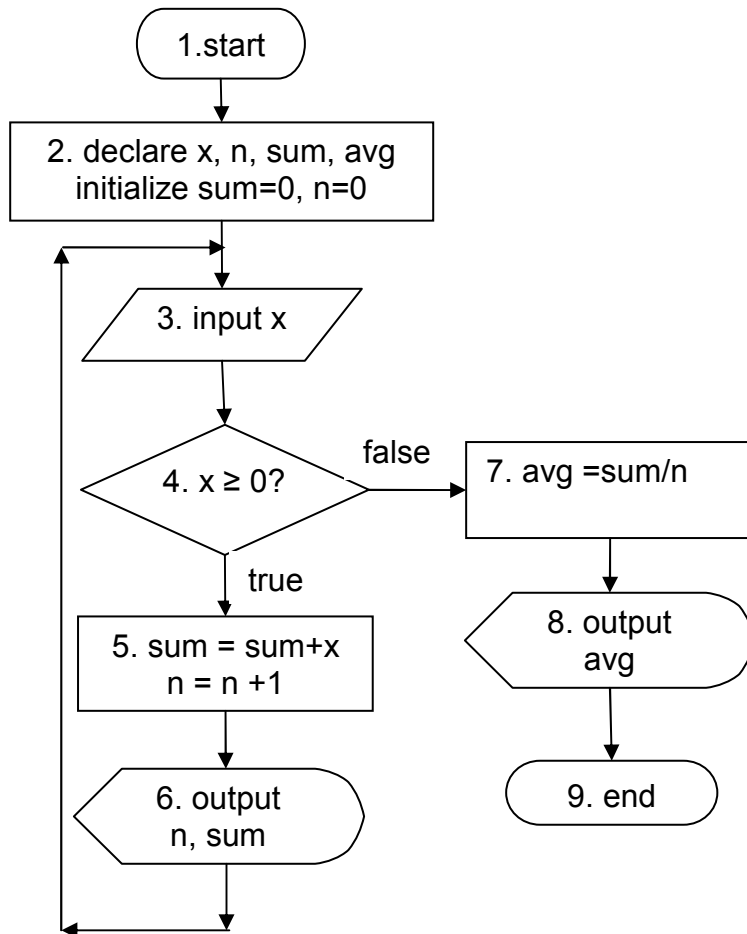 1.start
2. declare x, n, sum, avg
initialize sum=0, n=0
3. input x
4. x ≥ 0?
false
true
5. sum = sum+x
n = n +1
6. output
n, sum
7. avg =sum/n
8. output
avg
9. end